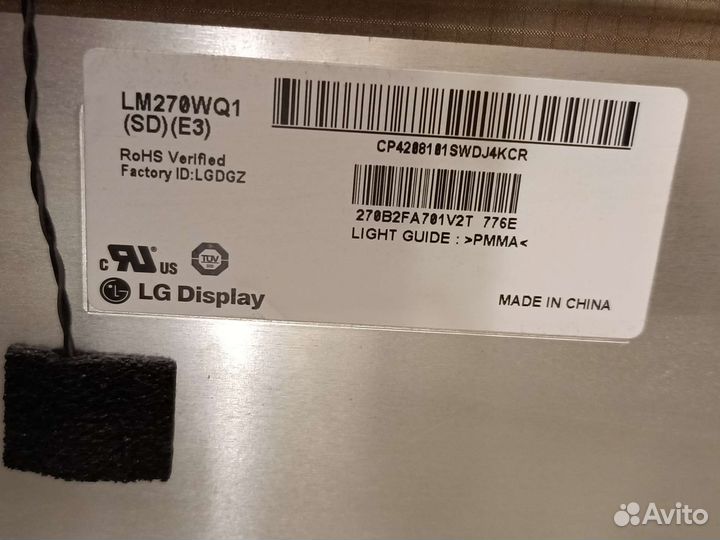 LM270WQ1
(SD)(E3)
RoHS Verified
Factory ID:LGDGZ
CP4208101SWDJ4KCR
270B2FA701V2T 776E
LIGHT GUIDE : >PMMA<
c RU US
TÜV
LG Display
MADE IN CHINA
Avito